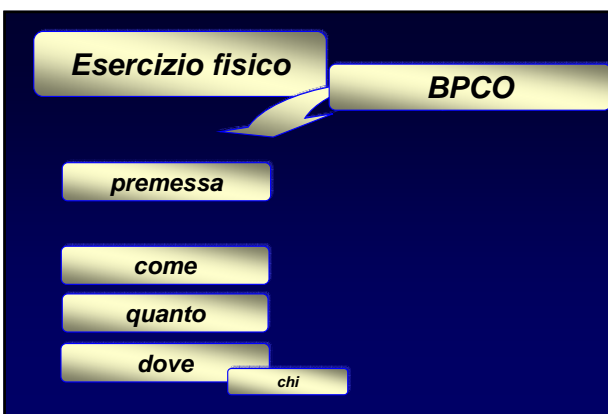 Esercizio fisico
BPCO
premessa
come
quanto
dove
chi